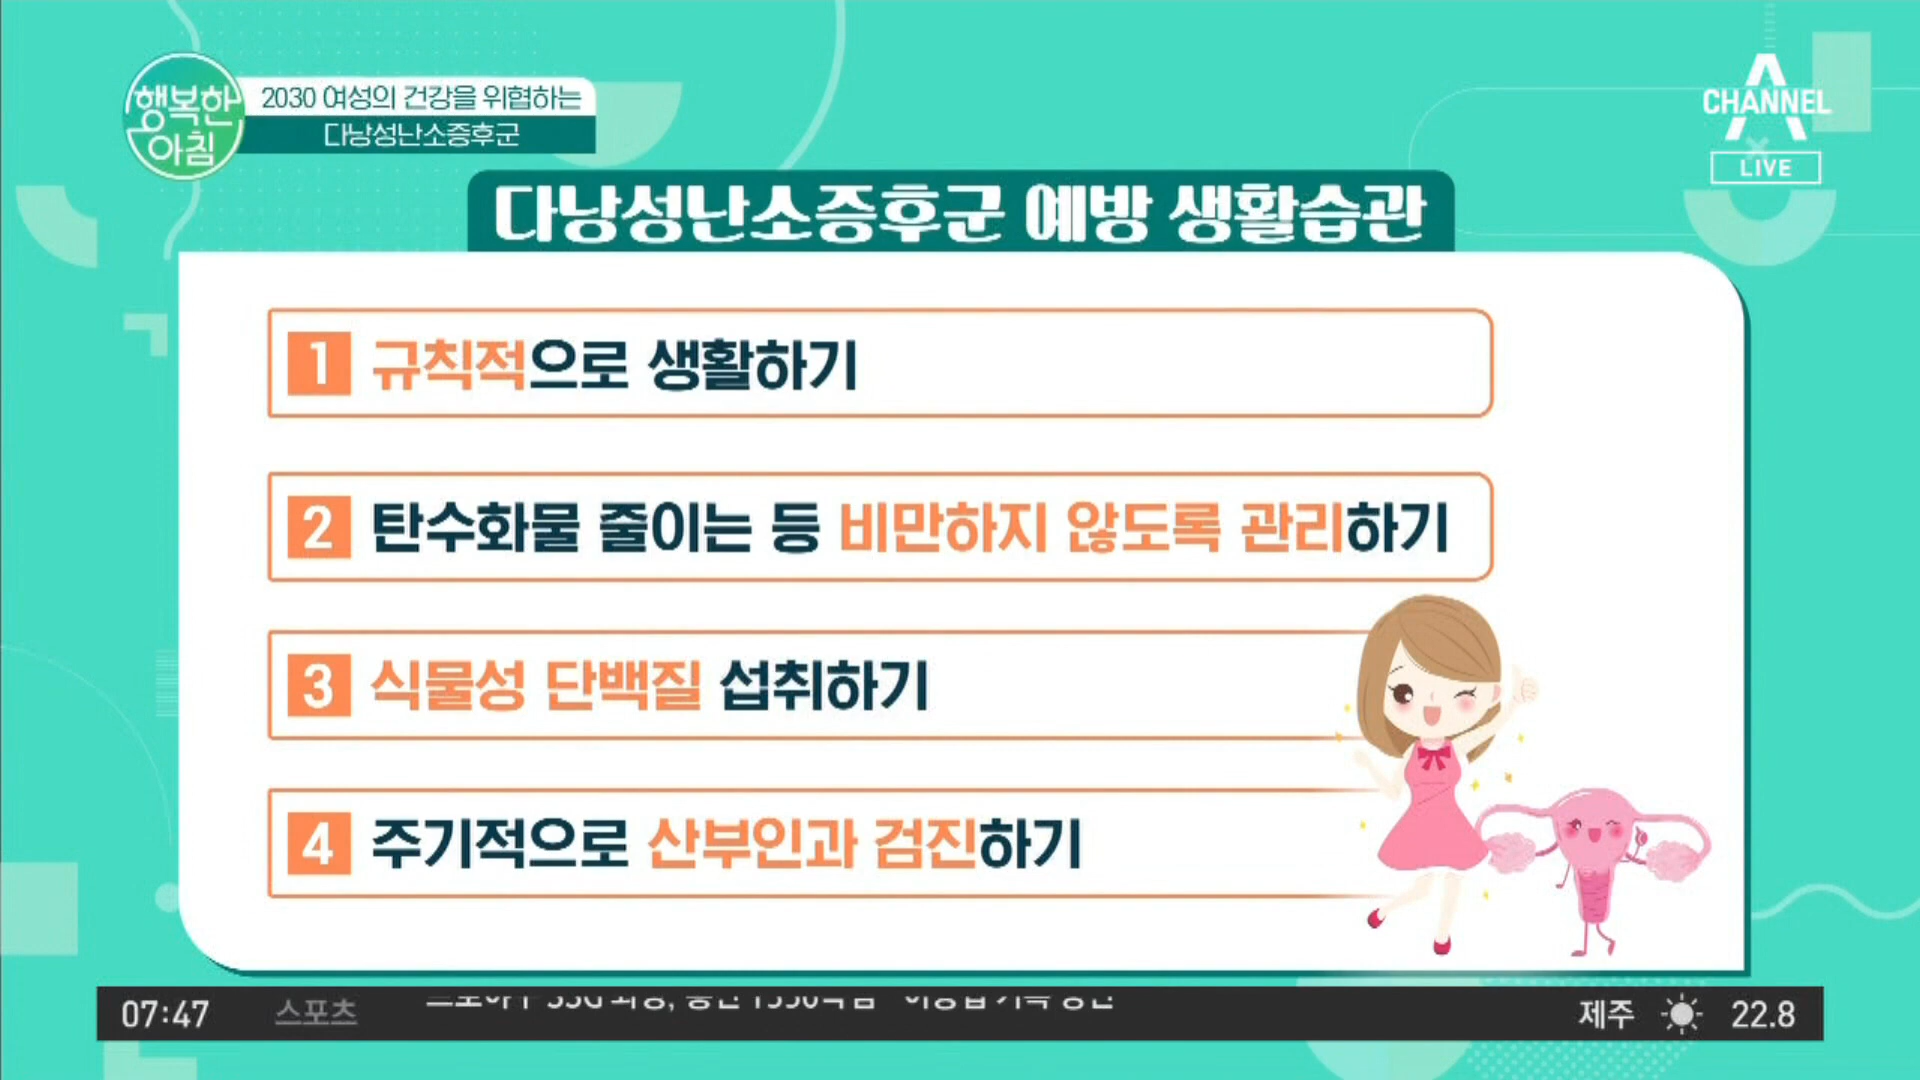 행복한
아침
2030 여성의 건강을 위협하는
다낭성난소증후군
CHANNEL A
LIVE
다낭성난소증후군 예방 생활습관
1 규칙적으로 생활하기
2 탄수화물 줄이는 등 비만하지 않도록 관리하기
3 식물성 단백질 섭취하기
4 주기적으로 산부인과 검진하기
07:47 스포츠
제주 22.8